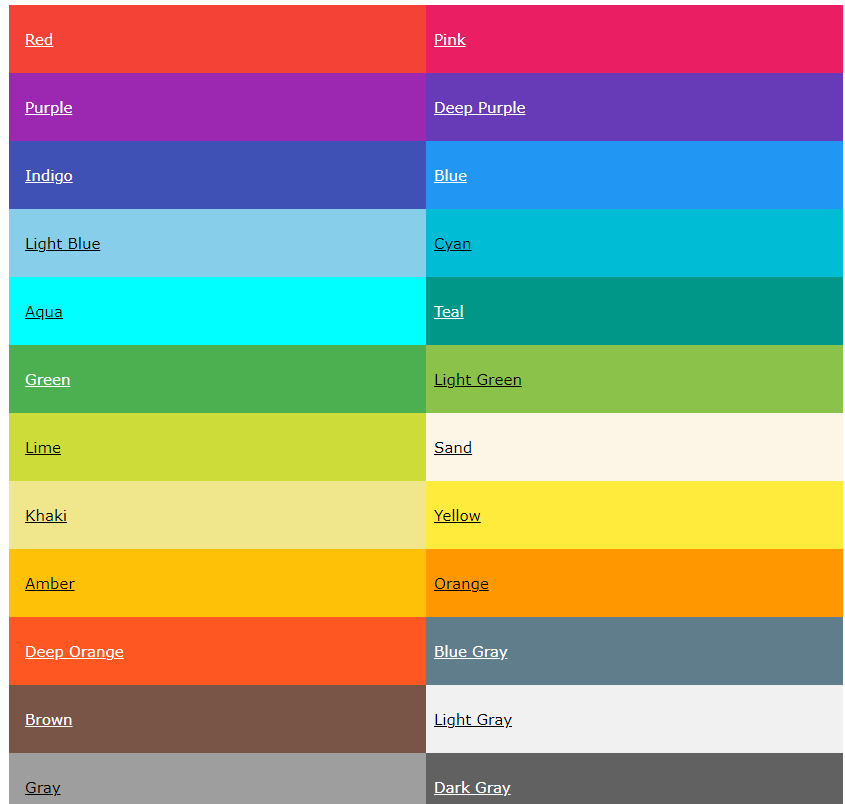 Red
Pink
Purple
Deep Purple
Indigo
Blue
Light Blue
Cyan
Aqua
Teal
Green
Light Green
Lime
Sand
Khaki
Yellow
Amber
Orange
Deep Orange
Blue Gray
Brown
Light Gray
Gray
Dark Gray